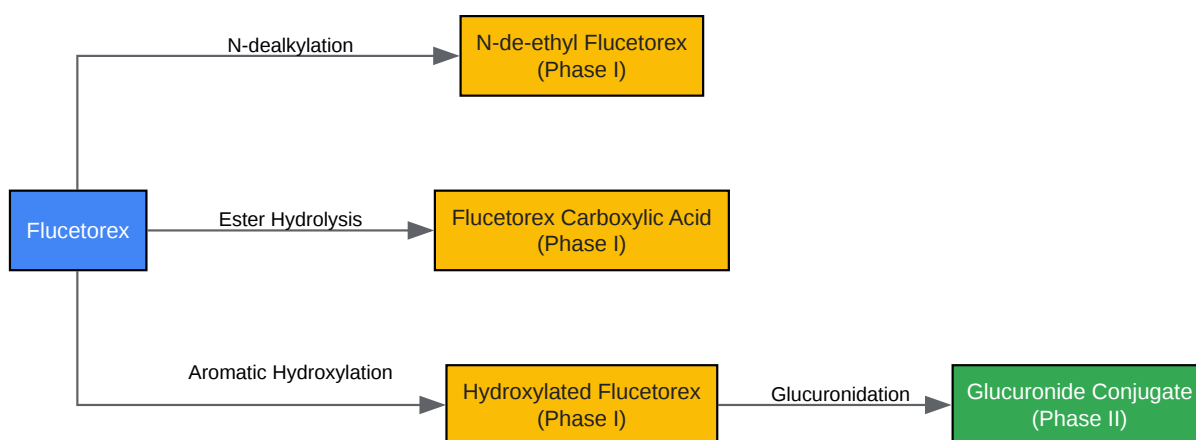 N-dealkylation
N-de-ethyl Flucetorex
(Phase I)
Flucetorex
Ester Hydrolysis
Flucetorex Carboxylic Acid
(Phase I)
Aromatic Hydroxylation
Hydroxylated Flucetorex
(Phase I)
Glucuronidation
Glucuronide Conjugate
(Phase II)